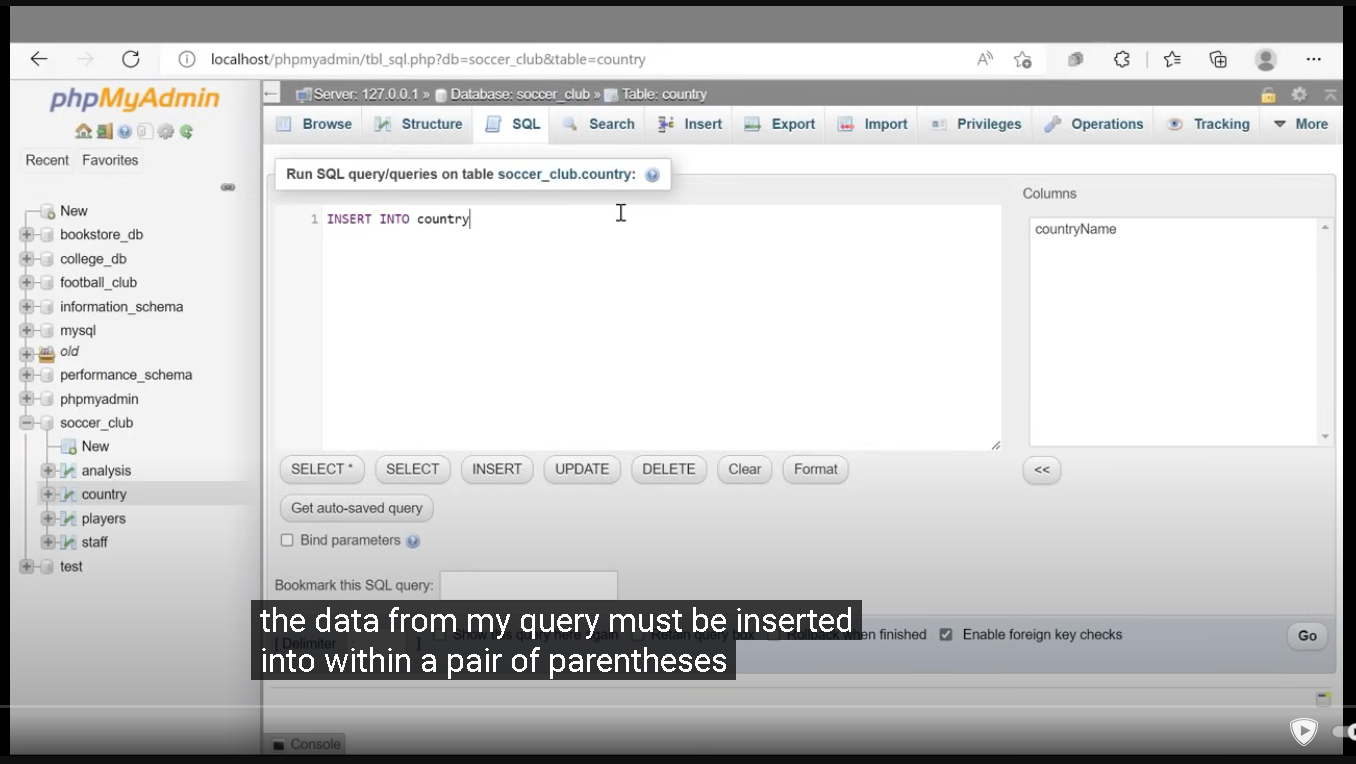 localhost/phpmyadmin/tbl_sql.php?db=soccer_club&table=country
phpMyAdmin
Recent Favorites
New
bookstore_db
college_db
football_club
information_schema
mysql
old
performance_schema
phpmyadmin
soccer_club
New
analysis
country
players
staff
test
Server: 127.0.0.1 » Database: soccer_club » Table: country
Browse Structure SQL Search Insert Export Import Privileges Operations Tracking More
Run SQL query/queries on table soccer_club.country:
1 INSERT INTO country
Columns
countryName
SELECT * SELECT INSERT UPDATE DELETE Clear Format <<
Get auto-saved query
Bind parameters
Bookmark this SQL query:
[ Delimiter ] Show this query here again Retain query box Rollback when finished Enable foreign key checks Go
the data from my query must be inserted
into within a pair of parentheses
Console